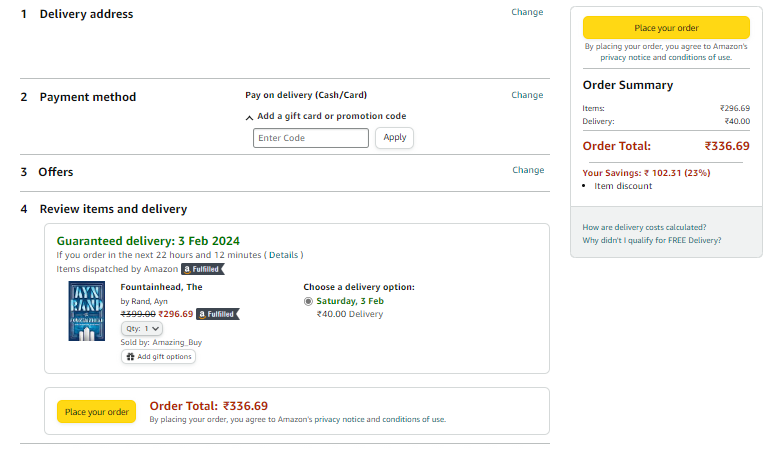 1 Delivery address
Change
2 Payment method
Pay on delivery (Cash/Card)
Change
Add a gift card or promotion code
Enter Code
Apply
3 Offers
Change
4 Review items and delivery
Guaranteed delivery: 3 Feb 2024
If you order in the next 22 hours and 12 minutes ( Details )
Items dispatched by Amazon a Fulfilled
AYN
RAND
Fountainhead, The
by Rand, Ayn
₹399.00 ₹296.69 a Fulfilled
Qty: 1
Sold by: Amazing_Buy
Add gift options
Choose a delivery option:
Saturday, 3 Feb
₹40.00 Delivery
Place your order
Order Total: ₹336.69
By placing your order, you agree to Amazon's privacy notice and conditions of use.
Place your order
By placing your order, you agree to Amazon's
privacy notice and conditions of use.
Order Summary
Items: ₹296.69
Delivery: ₹40.00
Order Total: ₹336.69
Your Savings: ₹ 102.31 (23%)
• Item discount
How are delivery costs calculated?
Why didn't I qualify for FREE Delivery?